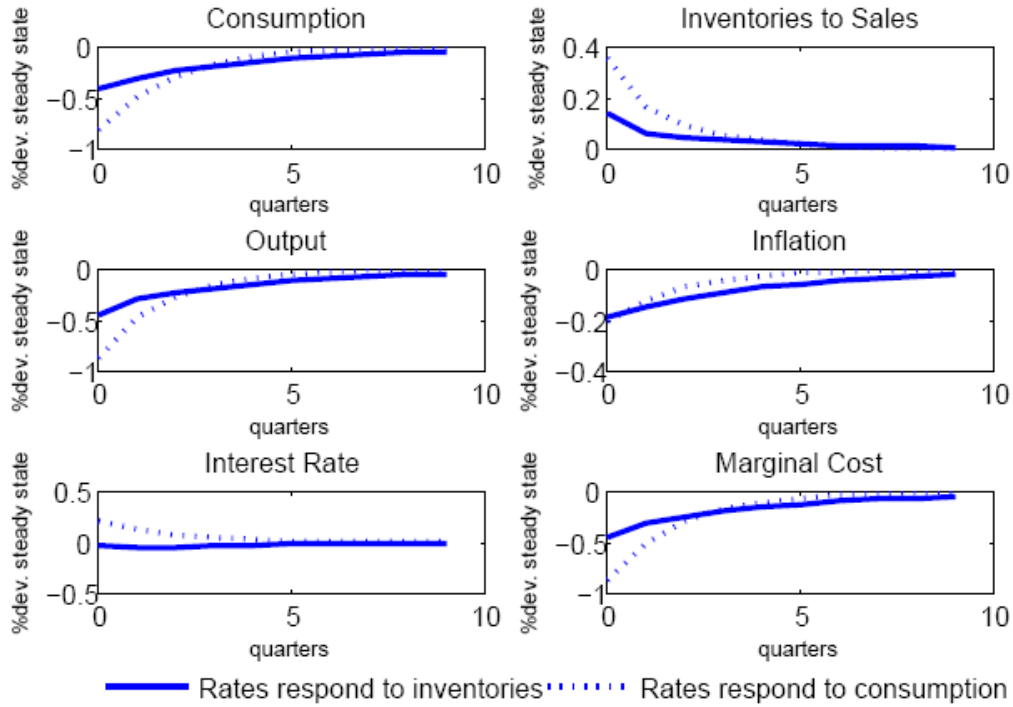 Consumption
%dev. steady state
0
−0.5
−1
0
5
10
quarters
Inventories to Sales
%dev. steady state
0.4
0.2
0
0
5
10
quarters
Output
%dev. steady state
0
−0.5
−1
0
5
10
quarters
Inflation
%dev. steady state
0
−0.2
−0.4
0
5
10
quarters
Interest Rate
%dev. steady state
0.5
0
−0.5
0
5
10
quarters
Marginal Cost
%dev. steady state
0
−0.5
−1
0
5
10
quarters
Rates respond to inventories
Rates respond to consumption